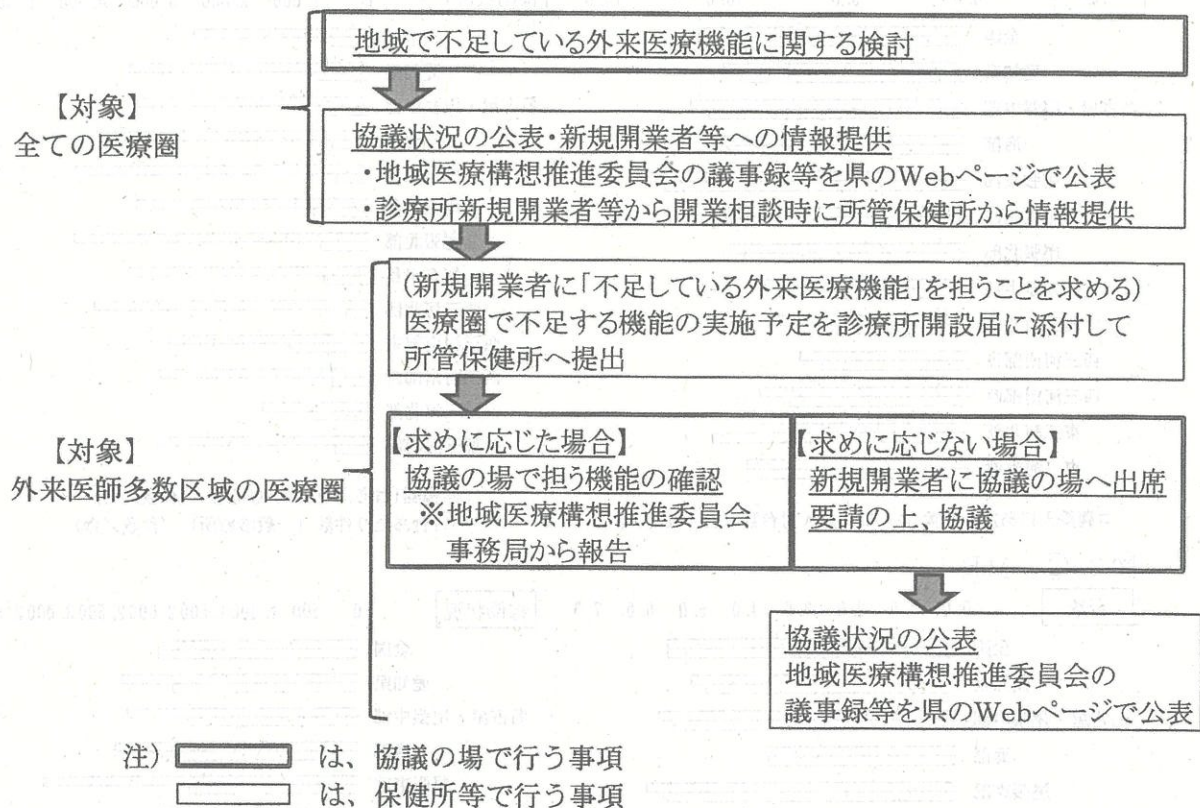 地域で不足している外来医療機能に関する検討
【対象】
全ての医療圏
協議状況の公表・新規開業者等への情報提供
・地域医療構想推進委員会の議事録等を県のWebページで公表
・診療所新規開業者等から開業相談時に所管保健所から情報提供
(新規開業者に「不足している外来医療機能」を担うことを求める)
医療圏で不足する機能の実施予定を診療所開設届に添付して
所管保健所へ提出
【対象】
外来医師多数区域の医療圏
【求めに応じた場合】
協議の場で担う機能の確認
※地域医療構想推進委員会
事務局から報告
【求めに応じない場合】
新規開業者に協議の場へ出席
要請の上、協議
協議状況の公表
地域医療構想推進委員会の
議事録等を県のWebページで公表
注) は、協議の場で行う事項
は、保健所等で行う事項